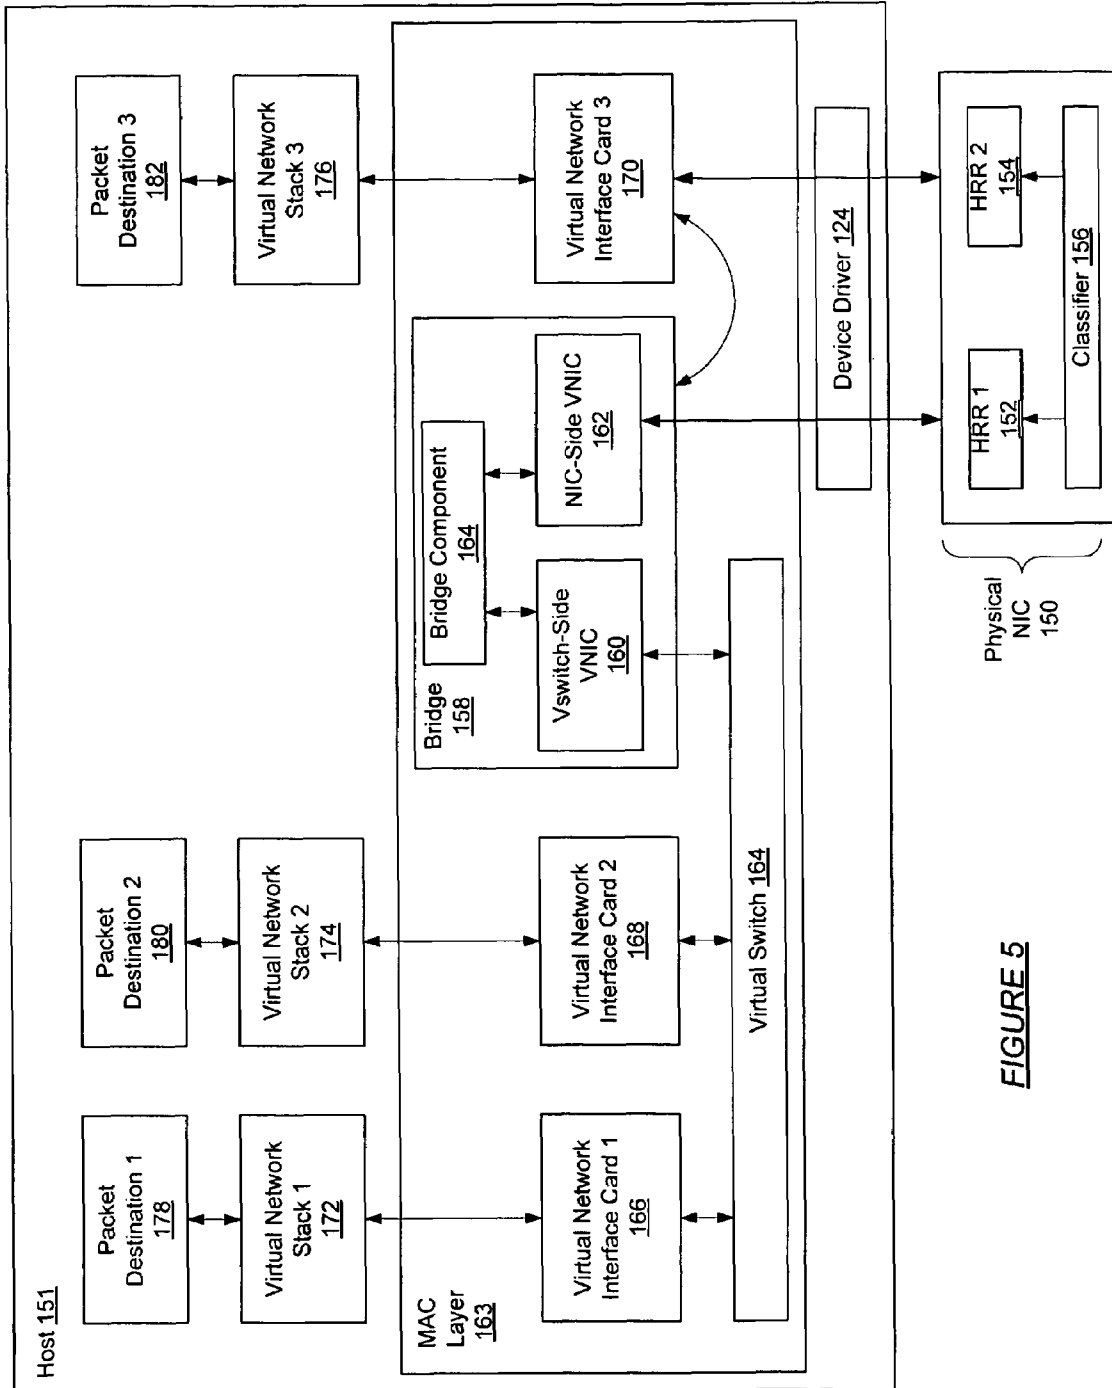 Host 151
Packet
Destination 1
178
Packet
Destination 2
180
Packet
Destination 3
182
Virtual Network
Stack 1
172
Virtual Network
Stack 2
174
Virtual Network
Stack 3
176
MAC
Layer
163
Bridge
158
Bridge Component
164
Virtual Network
Interface Card 1
166
Virtual Network
Interface Card 2
168
Vswitch-Side
VNIC
160
NIC-Side VNIC
162
Virtual Network
Interface Card 3
170
Virtual Switch 164
Device Driver 124
Physical
NIC
150
HRR 1
152
HRR 2
154
Classifier 156
FIGURE 5